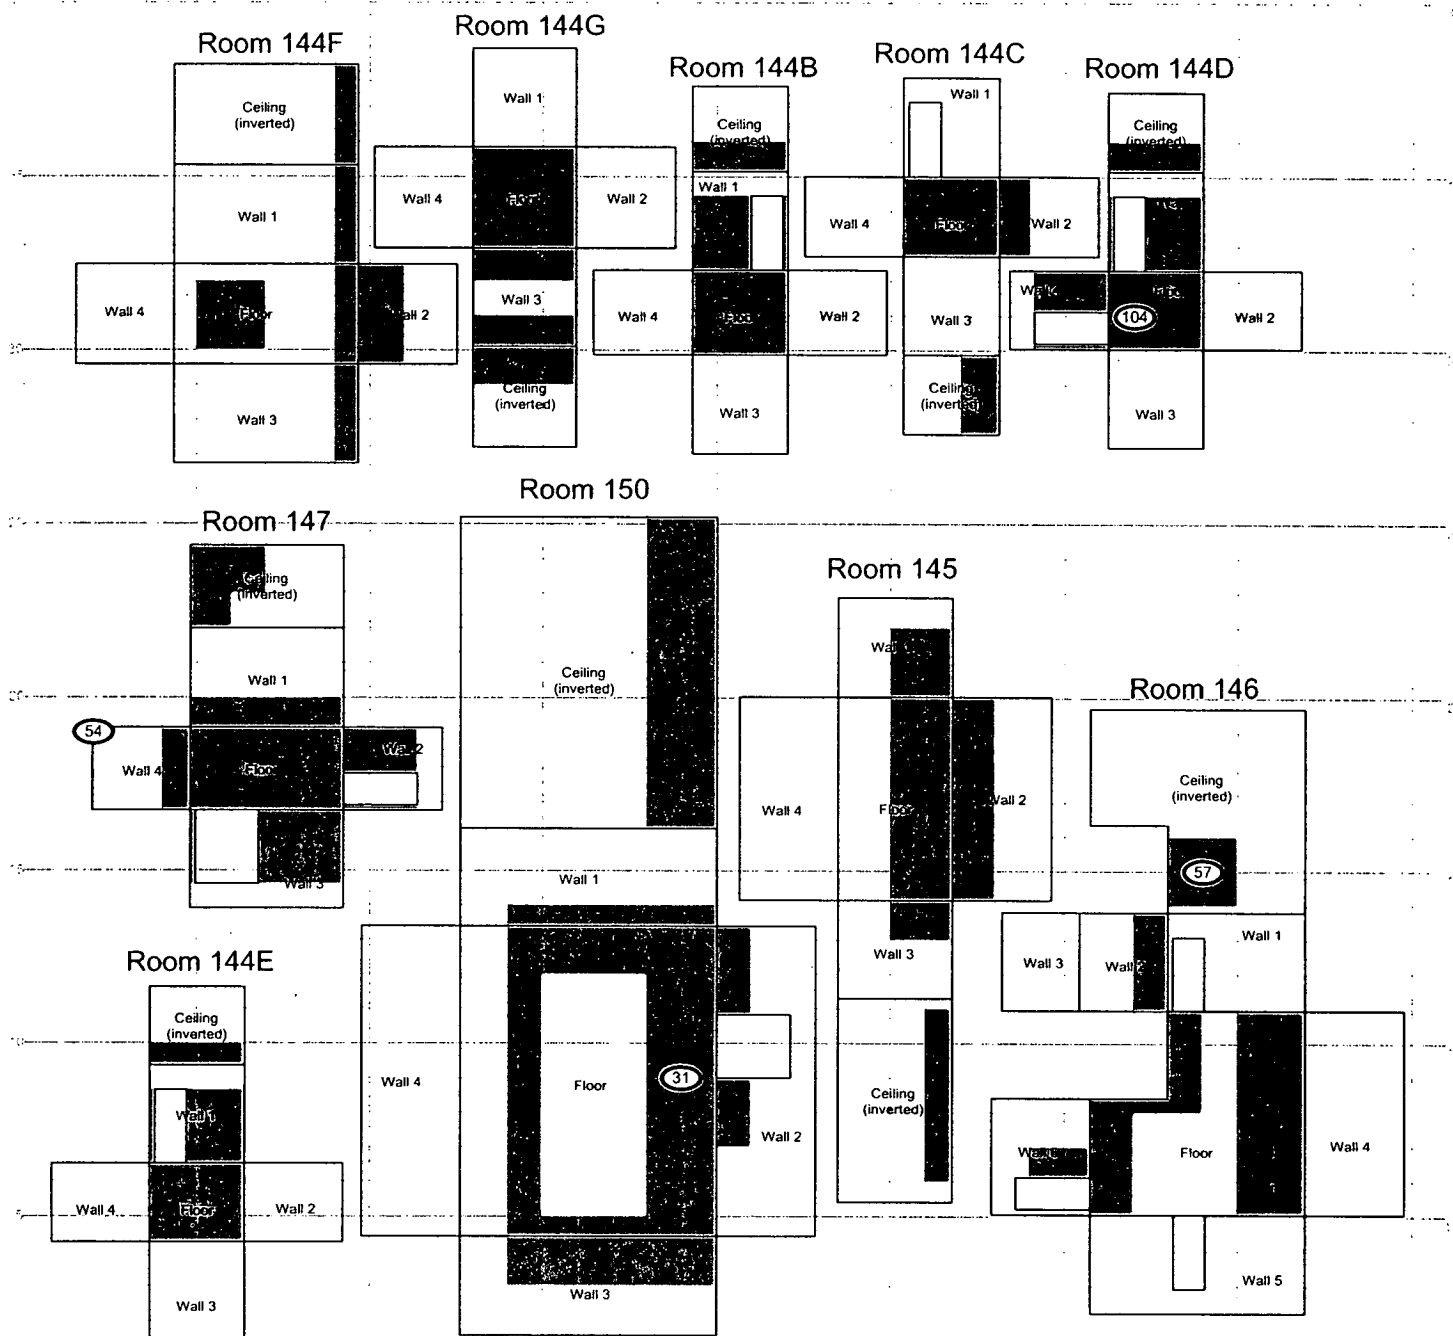 Room 144F
Ceiling
(inverted)
Wall 1
Wall 4
Floor
Wall 2
Wall 3
Room 144G
Wall 1
Wall 4
Floor
Wall 2
Wall 3
Ceiling
(inverted)
Room 144B
Ceiling
(inverted)
Wall 1
Wall 4
Floor
Wall 2
Wall 3
Room 144C
Wall 1
Wall 4
Floor
Wall 2
Wall 3
Ceiling
(inverted)
Room 144D
Ceiling
(inverted)
Floor
104
Wall 2
Wall 3
Room 147
Ceiling
(inverted)
Wall 1
54
Wall 4
Floor
Wall 2
Wall 3
Room 150
Ceiling
(inverted)
Wall 1
Wall 4
Floor
31
Wall 2
Wall 3
Room 145
Wall 4
Floor
Wall 2
Wall 3
Ceiling
(inverted)
Room 146
Ceiling
(inverted)
57
Wall 1
Wall 3
Wall 2
Floor
Wall 4
Wall 5
Room 144E
Ceiling
(inverted)
Wall 1
Wall 4
Floor
Wall 2
Wall 3